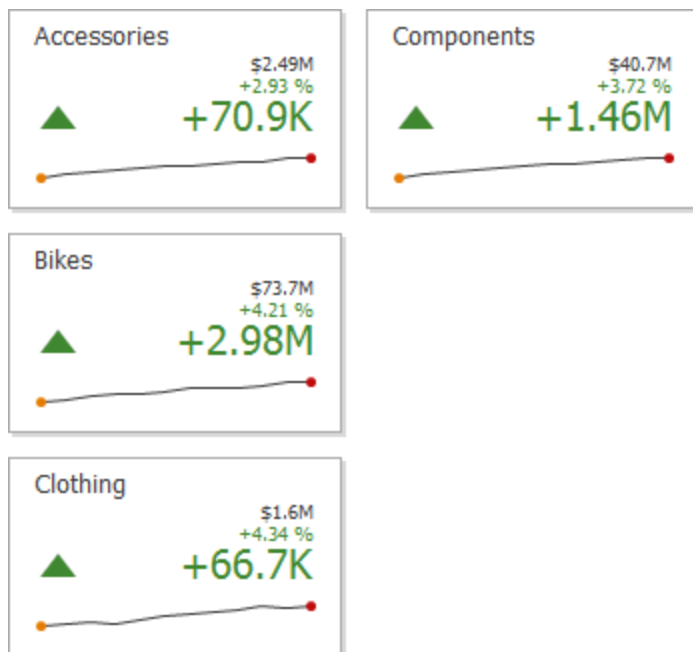 Accessories
$2.49M
+2.93 %
+70.9K
Components
$40.7M
+3.72 %
+1.46M
Bikes
$73.7M
+4.21 %
+2.98M
Clothing
$1.6M
+4.34 %
+66.7K